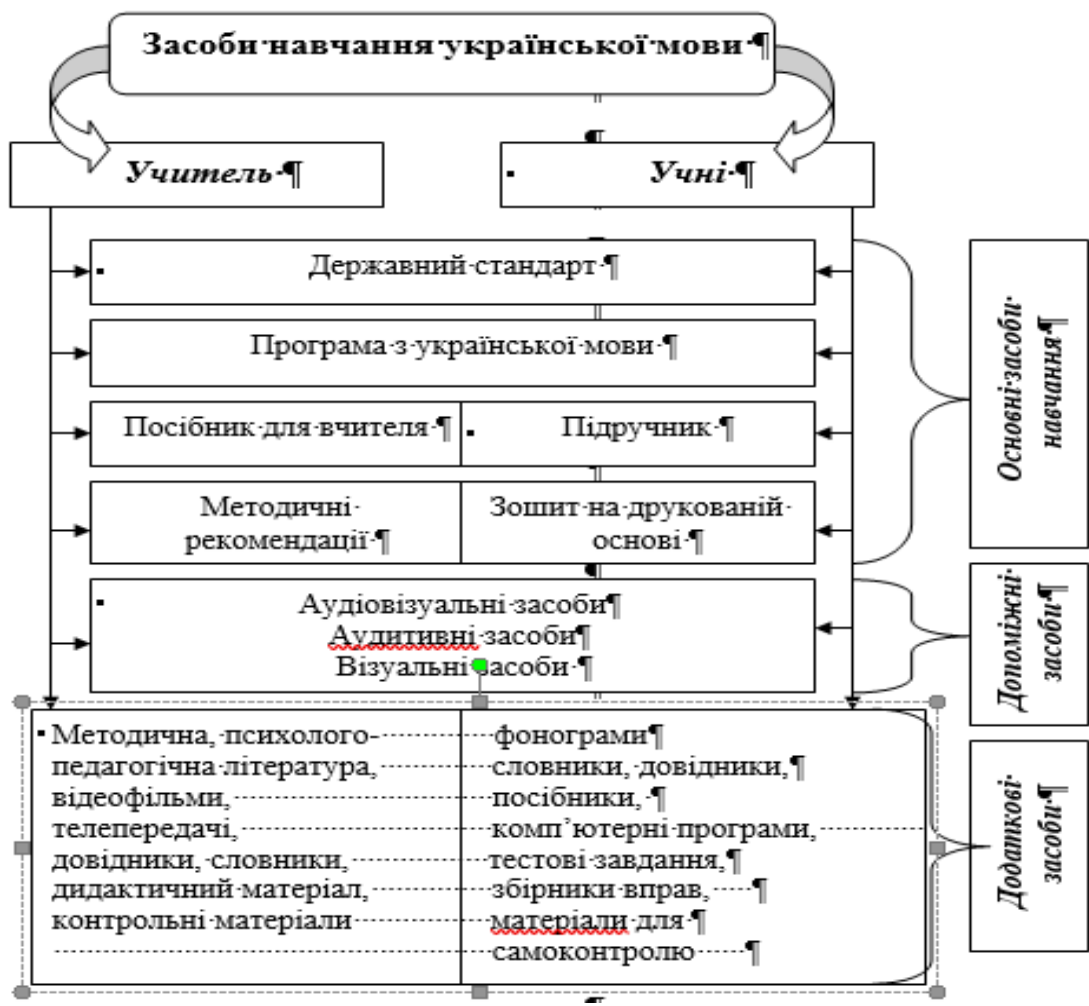 Засоби навчання української мови
Учитель
Учні
Державний стандарт
Програма з української мови
Посібник для вчителя
Підручник
Методичні
рекомендації
Зошит на друкованій
основі
Аудіовізуальні засоби
Аудитивні засоби
Візуальні засоби
Методична, психолого-
педагогічна література,
відеофільми,
телепередачі,
довідники, словники,
дидактичний матеріал,
контрольні матеріали
фонограми
словники, довідники,
посібники,
комп’ютерні програми,
тестові завдання,
збірники вправ,
матеріали для
самоконтролю
Основні засоби
навчання
Допоміжні
засоби
Додаткові
засоби